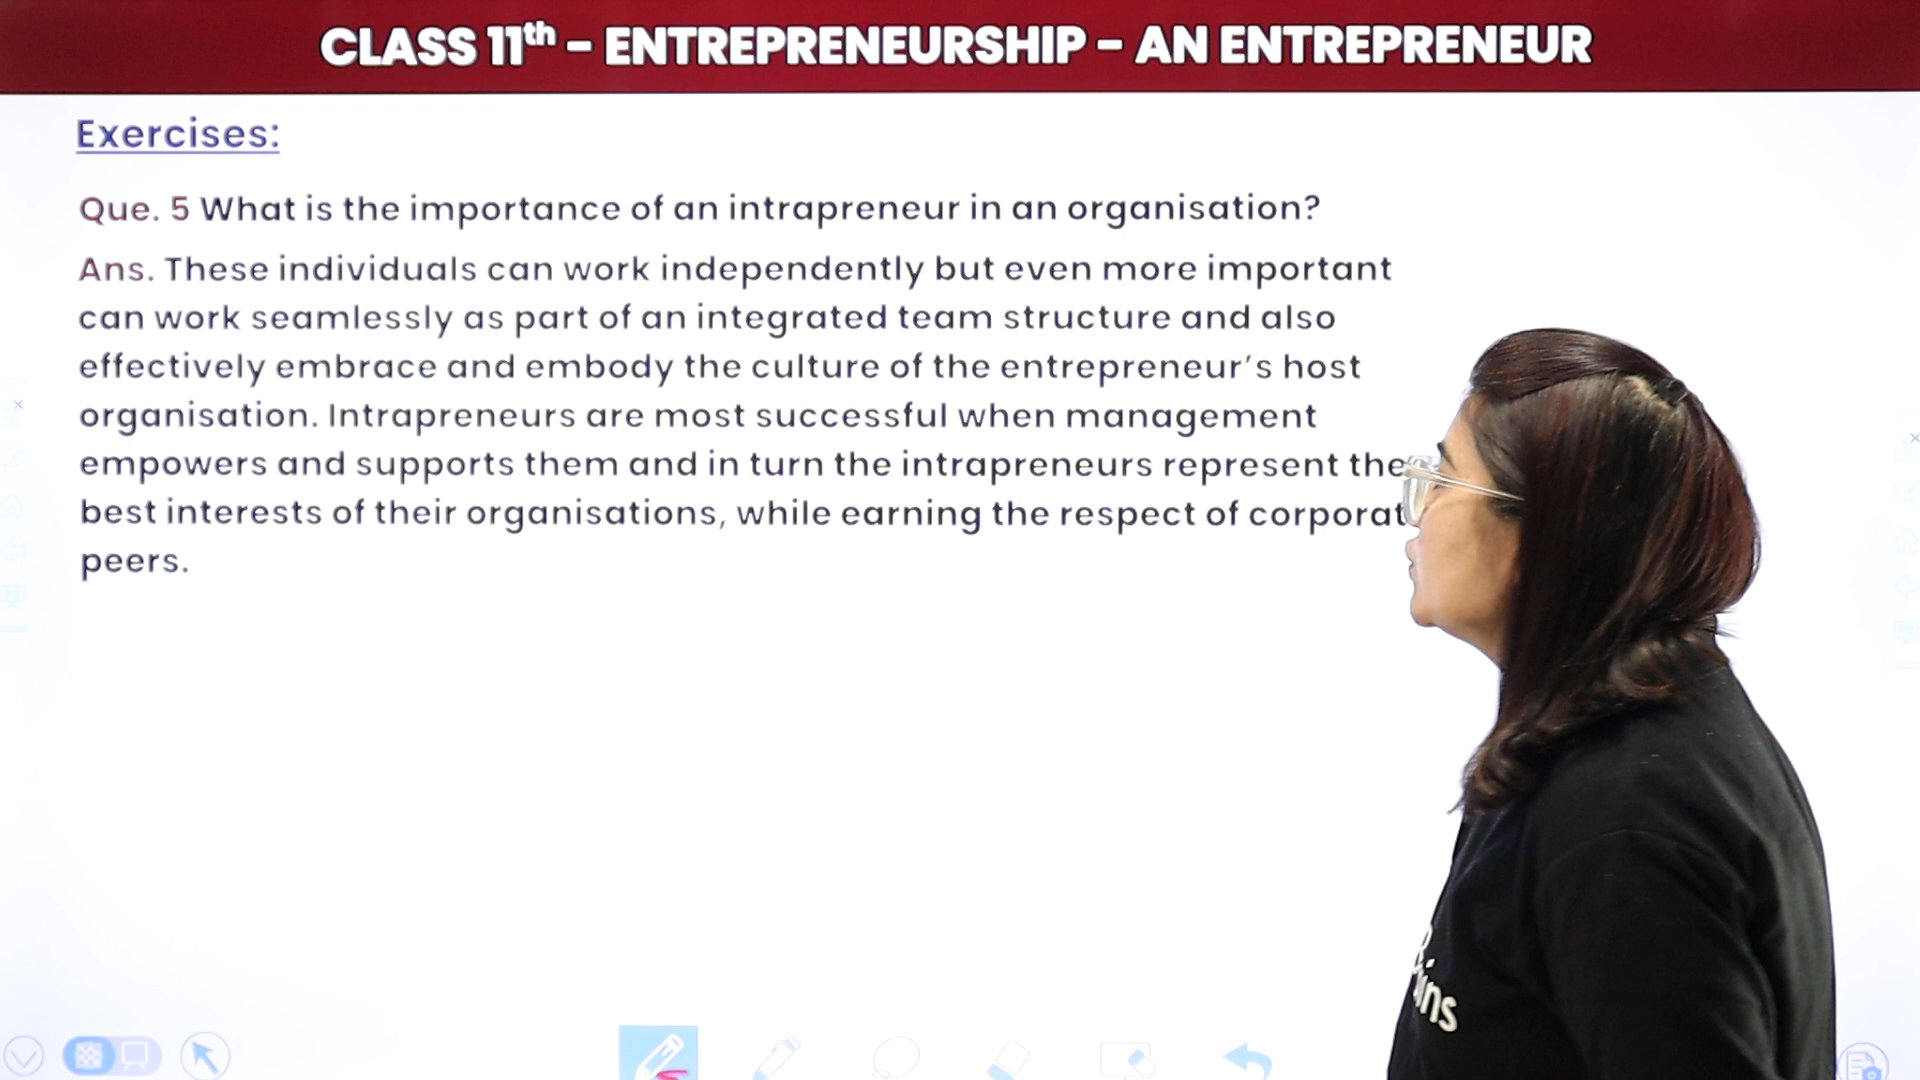 CLASS 11th – ENTREPRENEURSHIP – AN ENTREPRENEUR
Exercises:
Que. 5 What is the importance of an intrapreneur in an organisation?
Ans. These individuals can work independently but even more important
can work seamlessly as part of an integrated team structure and also
effectively embrace and embody the culture of the entrepreneur's host
organisation. Intrapreneurs are most successful when management
empowers and supports them and in turn the intrapreneurs represent the
best interests of their organisations, while earning the respect of corporat
peers.